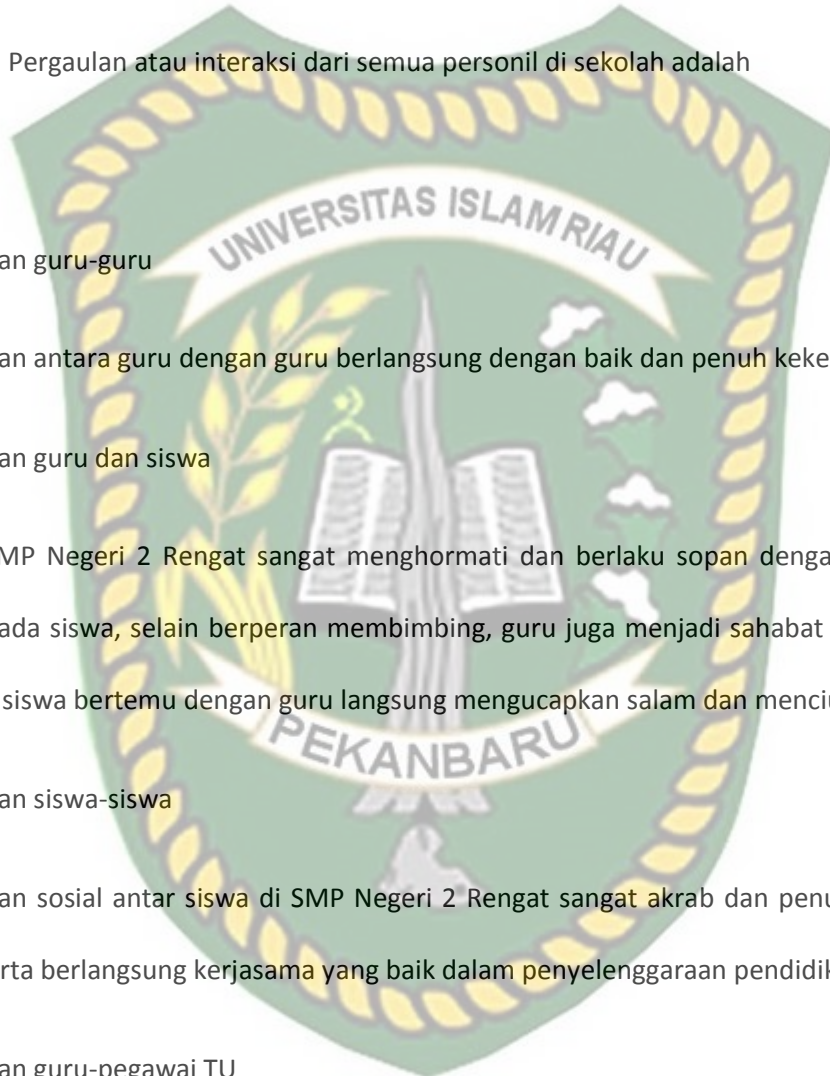 Pergaulan atau interaksi dari semua personil di sekolah adalah
UNIVERSITAS ISLAM RIAU
an guru-guru
an antara guru dengan guru berlangsung dengan baik dan penuh keke
an guru dan siswa
MP Negeri 2 Rengat sangat menghormati dan berlaku sopan denga
ada siswa, selain berperan membimbing, guru juga menjadi sahabat
siswa bertemu dengan guru langsung mengucapkan salam dan menciu
PEKANBARU
an siswa-siswa
an sosial antar siswa di SMP Negeri 2 Rengat sangat akrab dan penu
rta berlangsung kerjasama yang baik dalam penyelenggaraan pendidik
an guru-pegawai TU